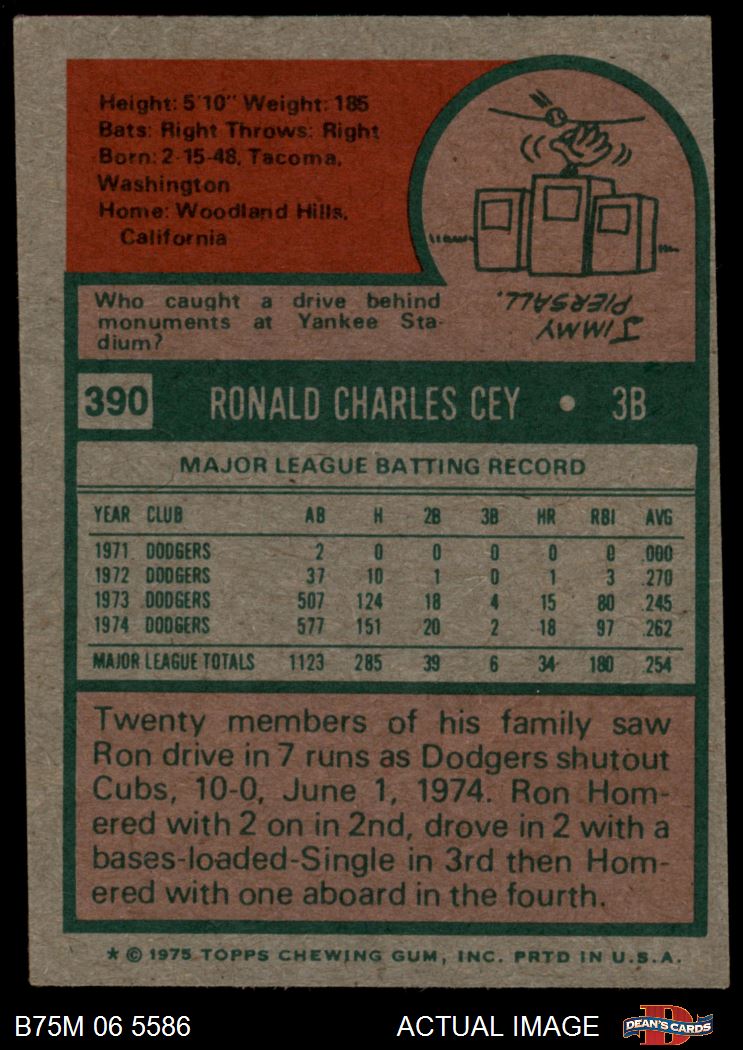 Height: 5'10" Weight: 185
Bats: Right Throws: Right
Born: 2-15-48, Tacoma,
Washington
Home: Woodland Hills,
California
Who caught a drive behind
monuments at Yankee Sta-
dium?
JIMMY
PIERSALL.
390 RONALD CHARLES CEY • 3B
MAJOR LEAGUE BATTING RECORD
YEAR CLUB AB H 2B 3B HR RBI AVG
1971 DODGERS 2 0 0 0 0 0 .000
1972 DODGERS 37 10 1 0 1 3 .270
1973 DODGERS 507 124 18 4 15 80 .245
1974 DODGERS 577 151 20 2 18 97 .262
MAJOR LEAGUE TOTALS 1123 285 39 6 34 180 .254
Twenty members of his family saw
Ron drive in 7 runs as Dodgers shutout
Cubs, 10-0, June 1, 1974. Ron Hom-
ered with 2 on in 2nd, drove in 2 with a
bases-loaded-Single in 3rd then Hom-
ered with one aboard in the fourth.
* © 1975 TOPPS CHEWING GUM, INC. PRTD IN U.S.A.
B75M 06 5586 ACTUAL IMAGE D DEAN'S CARDS